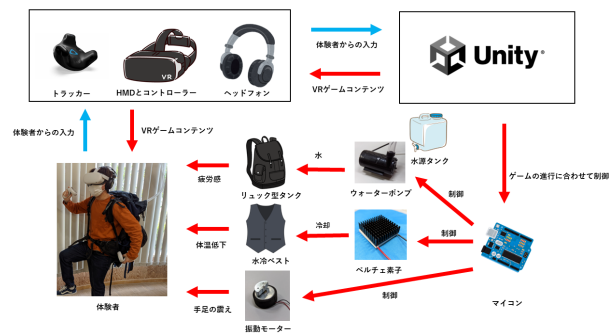 体験者からの入力
Unity
VR
トラッカー
HMDとコントローラー
ヘッドフォン
VRゲームコンテンツ
体験者からの入力
VRゲームコンテンツ
水
水源タンク
疲労感
リュック型タンク
ウォーターポンプ
制御
ゲームの進行に合わせて制御
冷却
制御
体温低下
水冷ベスト
ペルチェ素子
制御
マイコン
体験者
手足の震え
振動モーター